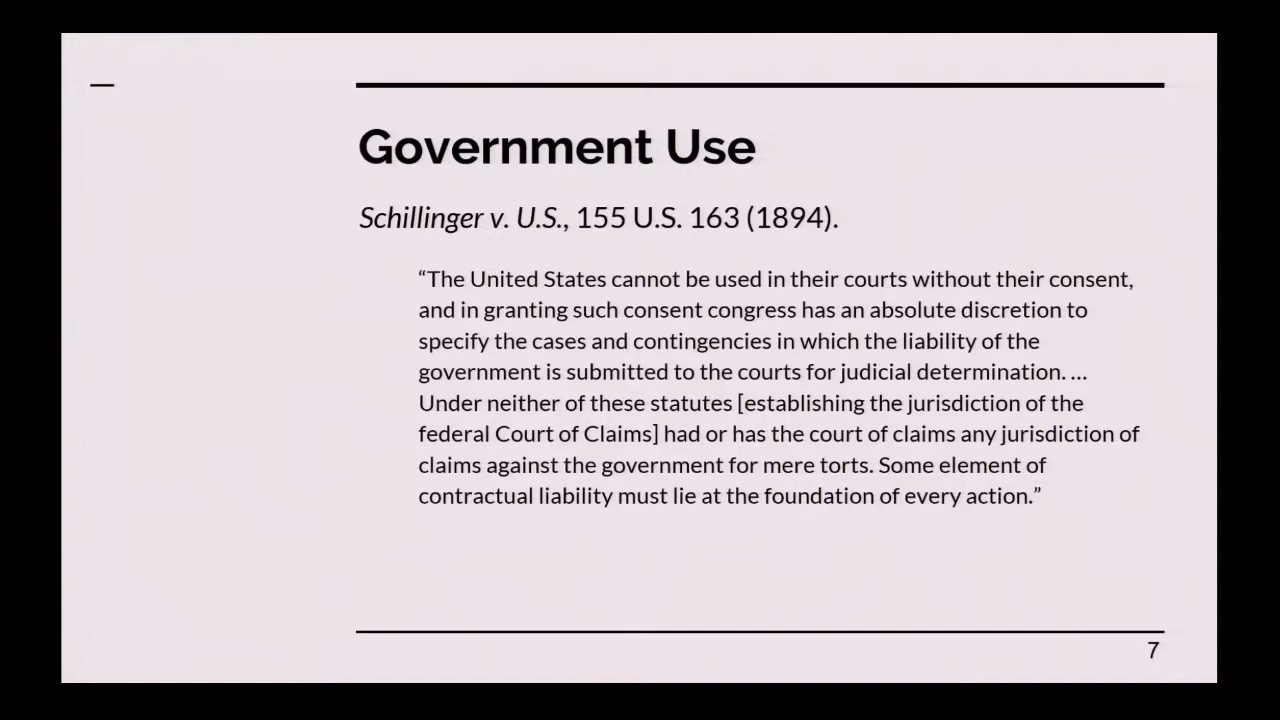 Government Use
Schillinger v. U.S., 155 U.S. 163 (1894).
“The United States cannot be used in their courts without their consent,
and in granting such consent congress has an absolute discretion to
specify the cases and contingencies in which the liability of the
government is submitted to the courts for judicial determination. ...
Under neither of these statutes [establishing the jurisdiction of the
federal Court of Claims] had or has the court of claims any jurisdiction of
claims against the government for mere torts. Some element of
contractual liability must lie at the foundation of every action.”
7